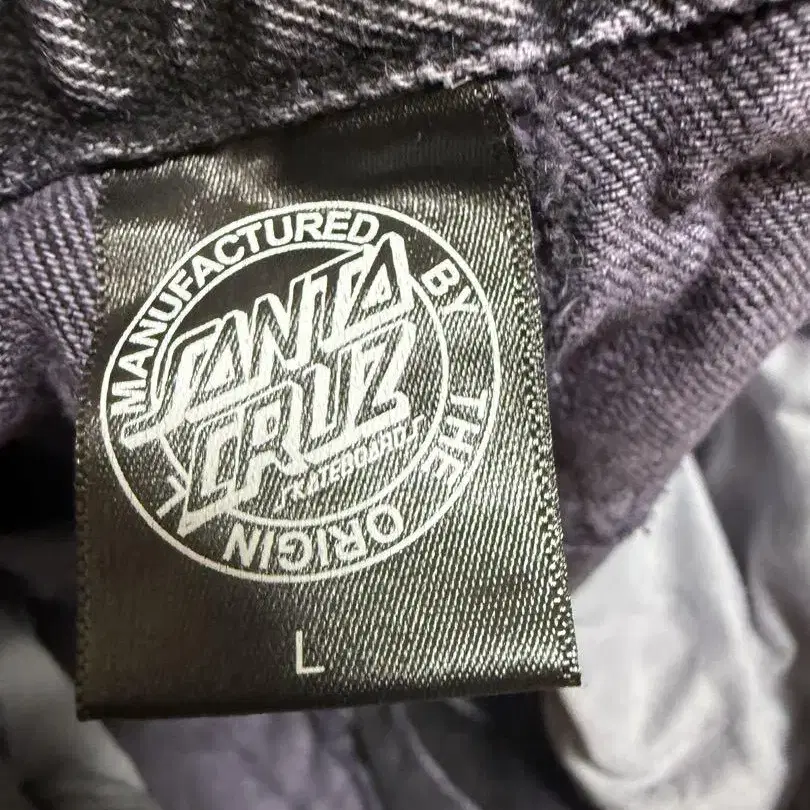 MANUFACTURED BY THE ORIGIN
SANTA
CRUZ
SKATEBOARDS
L